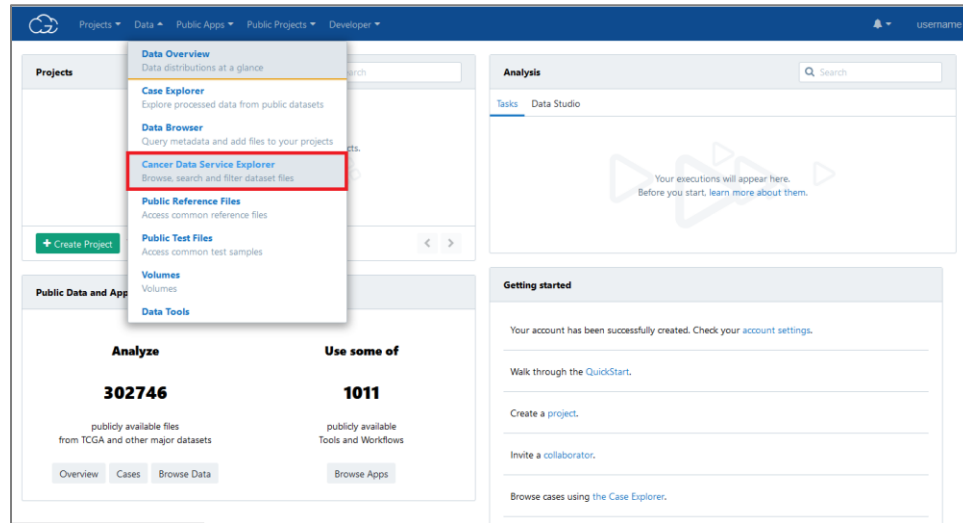 Projects Data Public Apps Public Projects Developer username
Data Overview
Data distributions at a glance
Case Explorer
Explore processed data from public datasets
Data Browser
Query metadata and add files to your projects
Cancer Data Service Explorer
Browse, search and filter dataset files
Public Reference Files
Access common reference files
Public Test Files
Access common test samples
Volumes
Volumes
Data Tools
Projects
arch
cts.
+ Create Project
Analysis
Search
Tasks Data Studio
Your executions will appear here.
Before you start, learn more about them.
Public Data and App
Analyze
302746
publicly available files
from TCGA and other major datasets
Overview Cases Browse Data
Use some of
1011
publicly available
Tools and Workflows
Browse Apps
Getting started
Your account has been successfully created. Check your account settings.
Walk through the QuickStart.
Create a project.
Invite a collaborator.
Browse cases using the Case Explorer.